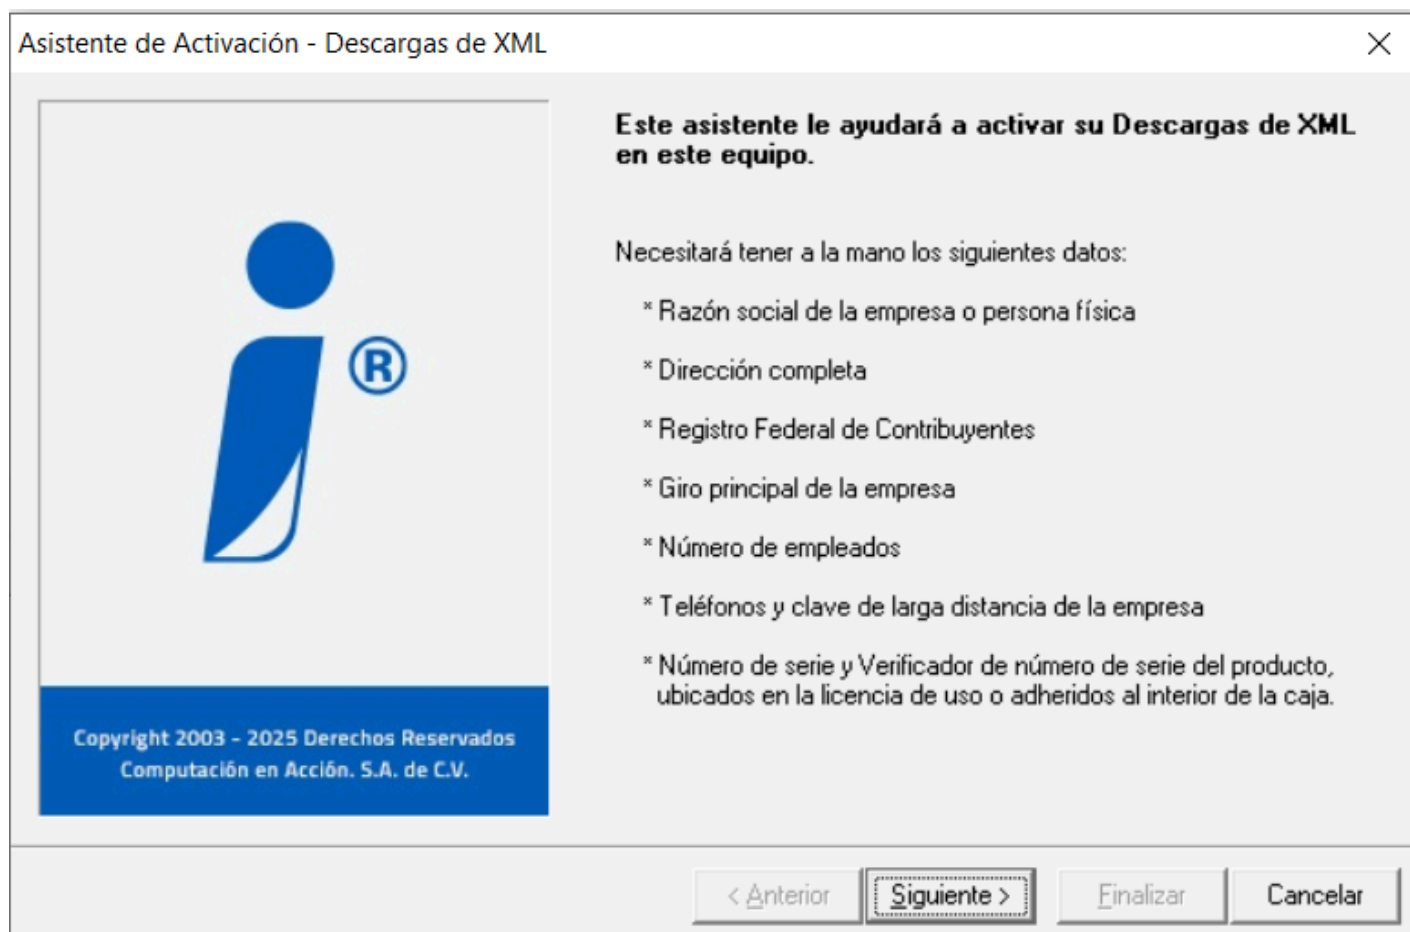 Asistente de Activación - Descargas de XML
Este asistente le ayudará a activar su Descargas de XML
en este equipo.
Necesitará tener a la mano los siguientes datos:
* Razón social de la empresa o persona física
* Dirección completa
* Registro Federal de Contribuyentes
* Giro principal de la empresa
* Número de empleados
* Teléfonos y clave de larga distancia de la empresa
* Número de serie y Verificador de número de serie del producto,
ubicados en la licencia de uso o adheridos al interior de la caja.
i®
Copyright 2003 - 2025 Derechos Reservados
Computación en Acción. S.A. de C.V.
< Anterior
Siguiente >
Finalizar
Cancelar